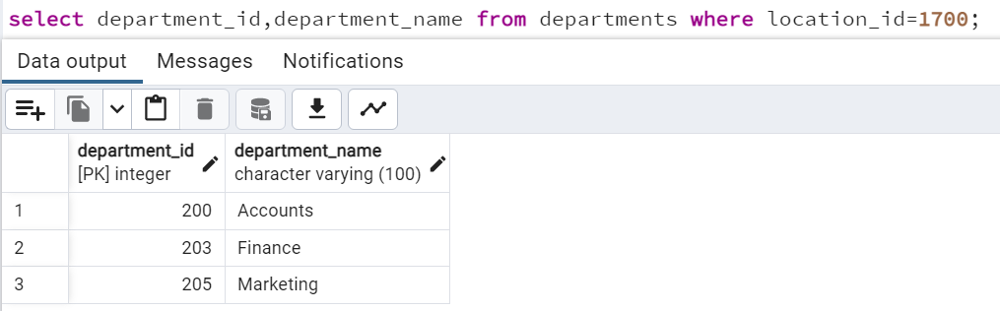 select department_id,department_name from departments where location_id=1700;
Data output Messages Notifications
department_id department_name
[PK] integer character varying (100)
1 200 Accounts
2 203 Finance
3 205 Marketing